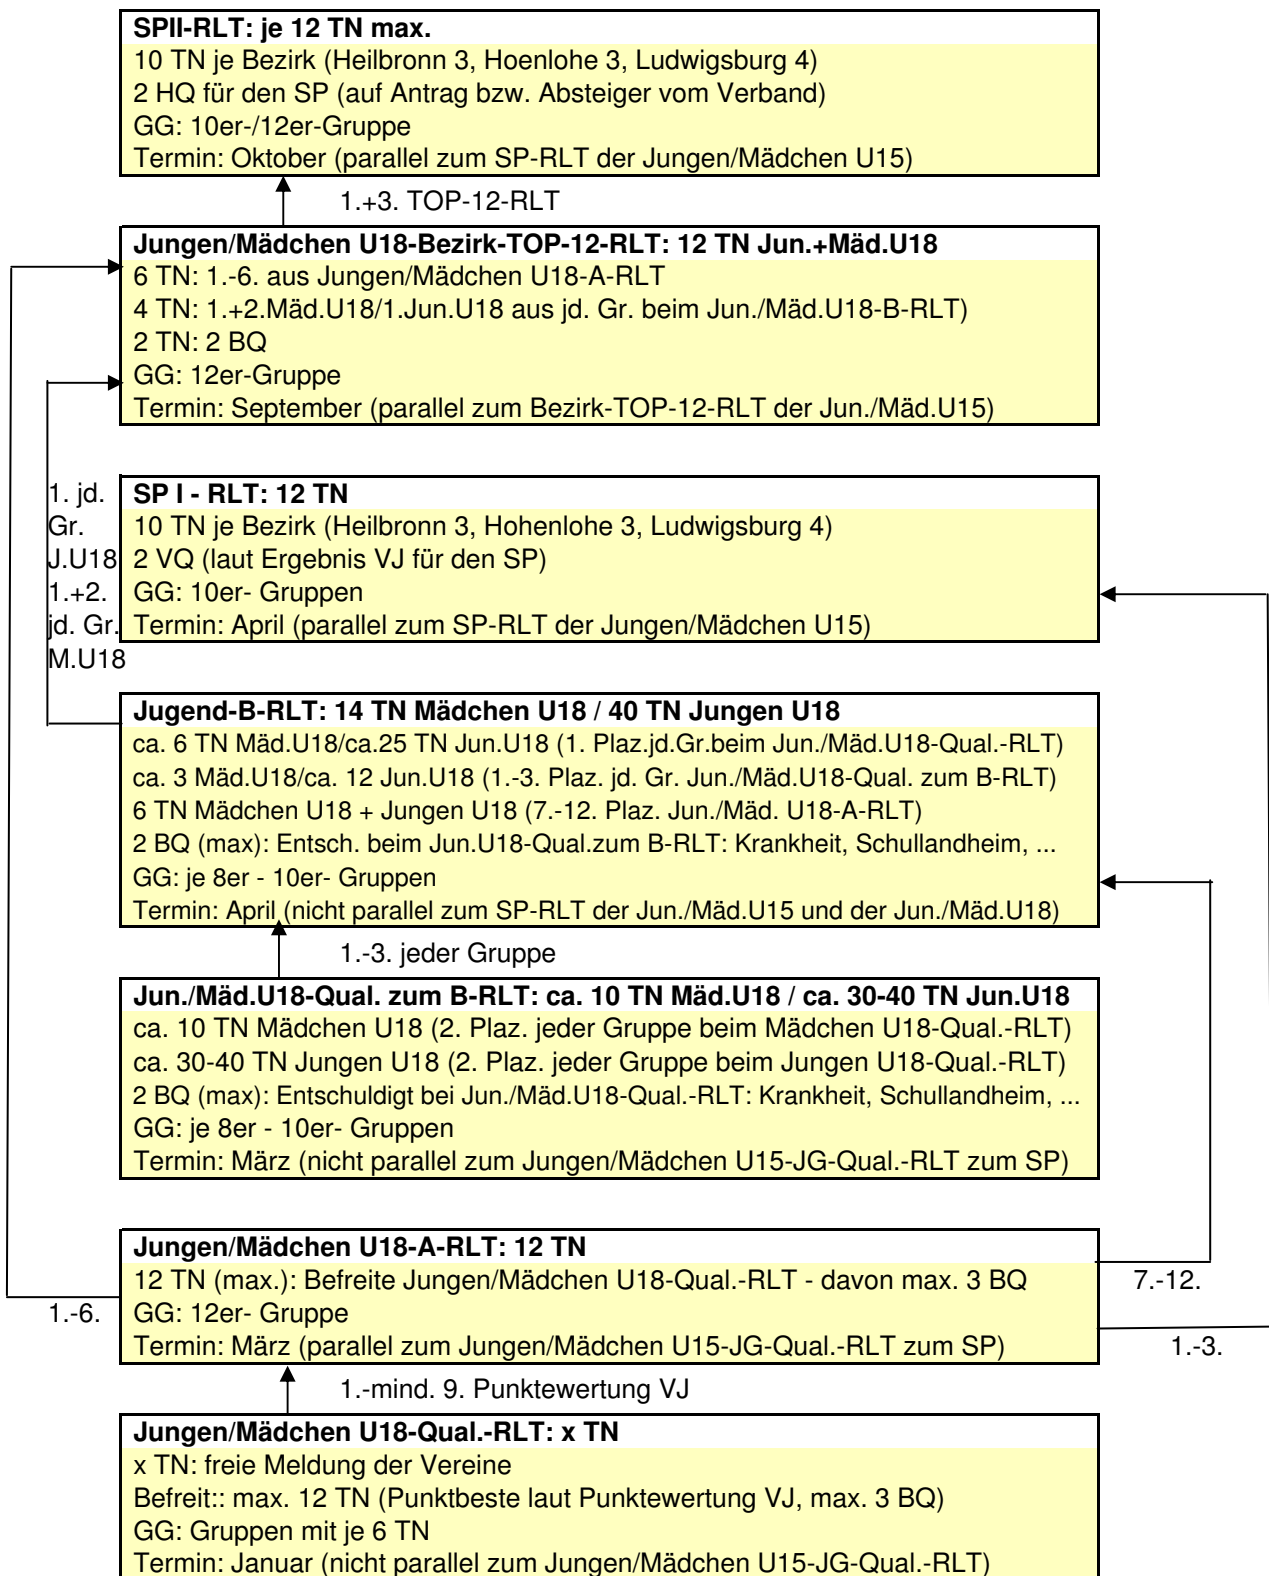 SPII-RLT: je 12 TN max.
10 TN je Bezirk (Heilbronn 3, Hoenlohe 3, Ludwigsburg 4)
2 HQ für den SP (auf Antrag bzw. Absteiger vom Verband)
GG: 10er-/12er-Gruppe
Termin: Oktober (parallel zum SP-RLT der Jungen/Mädchen U15)
1.+3. TOP-12-RLT
Jungen/Mädchen U18-Bezirk-TOP-12-RLT: 12 TN Jun.+Mäd.U18
6 TN: 1.-6. aus Jungen/Mädchen U18-A-RLT
4 TN: 1.+2.Mäd.U18/1.Jun.U18 aus jd. Gr. beim Jun./Mäd.U18-B-RLT)
2 TN: 2 BQ
GG: 12er-Gruppe
Termin: September (parallel zum Bezirk-TOP-12-RLT der Jun./Mäd.U15)
1. jd.
Gr.
J.U18
1.+2.
jd. Gr.
M.U18
SP I - RLT: 12 TN
10 TN je Bezirk (Heilbronn 3, Hohenlohe 3, Ludwigsburg 4)
2 VQ (laut Ergebnis VJ für den SP)
GG: 10er- Gruppen
Termin: April (parallel zum SP-RLT der Jungen/Mädchen U15)
Jugend-B-RLT: 14 TN Mädchen U18 / 40 TN Jungen U18
ca. 6 TN Mäd.U18/ca.25 TN Jun.U18 (1. Plaz.jd.Gr.beim Jun./Mäd.U18-Qual.-RLT)
ca. 3 Mäd.U18/ca. 12 Jun.U18 (1.-3. Plaz. jd. Gr. Jun./Mäd.U18-Qual. zum B-RLT)
6 TN Mädchen U18 + Jungen U18 (7.-12. Plaz. Jun./Mäd. U18-A-RLT)
2 BQ (max): Entsch. beim Jun.U18-Qual.zum B-RLT: Krankheit, Schullandheim, ...
GG: je 8er - 10er- Gruppen
Termin: April (nicht parallel zum SP-RLT der Jun./Mäd.U15 und der Jun./Mäd.U18)
1.-3. jeder Gruppe
Jun./Mäd.U18-Qual. zum B-RLT: ca. 10 TN Mäd.U18 / ca. 30-40 TN Jun.U18
ca. 10 TN Mädchen U18 (2. Plaz. jeder Gruppe beim Mädchen U18-Qual.-RLT)
ca. 30-40 TN Jungen U18 (2. Plaz. jeder Gruppe beim Jungen U18-Qual.-RLT)
2 BQ (max): Entschuldigt bei Jun./Mäd.U18-Qual.-RLT: Krankheit, Schullandheim, ...
GG: je 8er - 10er- Gruppen
Termin: März (nicht parallel zum Jungen/Mädchen U15-JG-Qual.-RLT zum SP)
Jungen/Mädchen U18-A-RLT: 12 TN
12 TN (max.): Befreite Jungen/Mädchen U18-Qual.-RLT - davon max. 3 BQ
7.-12.
1.-6.
GG: 12er- Gruppe
Termin: März (parallel zum Jungen/Mädchen U15-JG-Qual.-RLT zum SP)
1.-3.
1.-mind. 9. Punktewertung VJ
Jungen/Mädchen U18-Qual.-RLT: x TN
x TN: freie Meldung der Vereine
Befreit:: max. 12 TN (Punktbeste laut Punktewertung VJ, max. 3 BQ)
GG: Gruppen mit je 6 TN
Termin: Januar (nicht parallel zum Jungen/Mädchen U15-JG-Qual.-RLT)